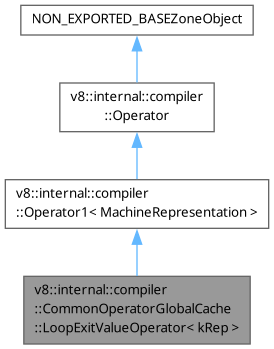 NON_EXPORTED_BASEZoneObject
v8::internal::compiler
::Operator
v8::internal::compiler
::Operator1< MachineRepresentation >
v8::internal::compiler
::CommonOperatorGlobalCache
::LoopExitValueOperator< kRep >